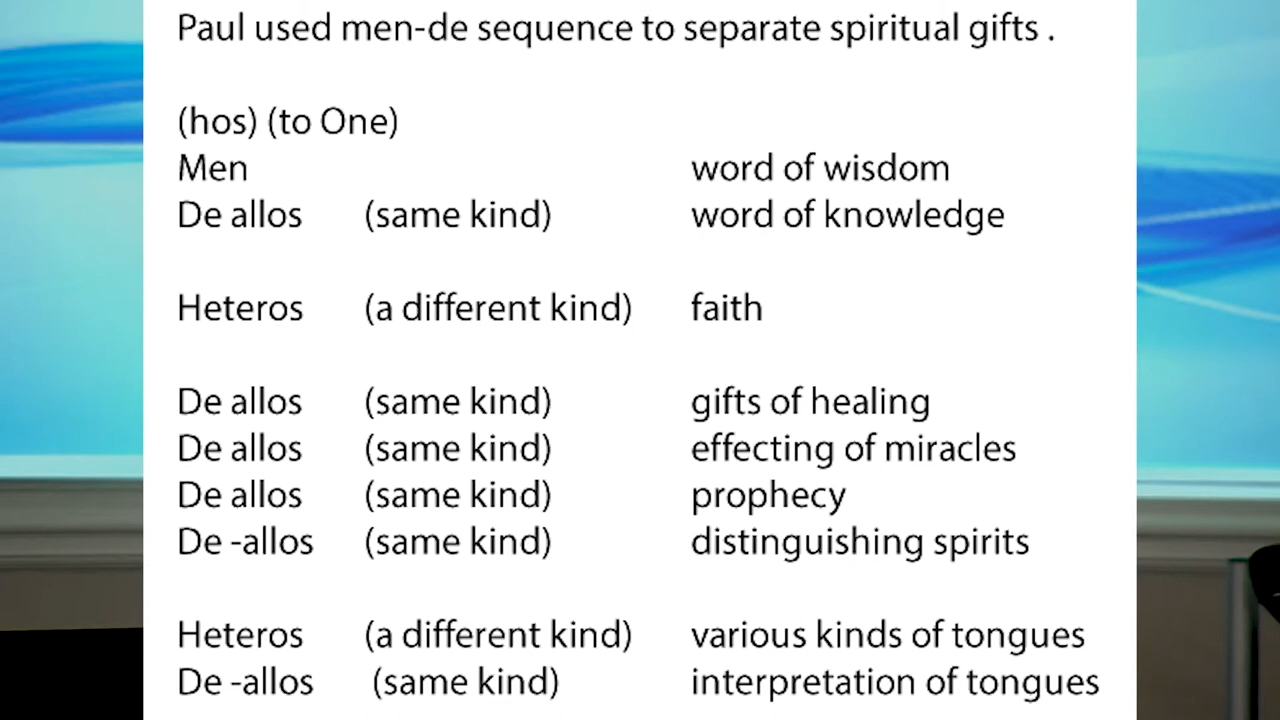 Paul used men-de sequence to separate spiritual gifts .
(hos) (to One)
Men word of wisdom
De allos (same kind) word of knowledge
Heteros (a different kind) faith
De allos (same kind) gifts of healing
De allos (same kind) effecting of miracles
De allos (same kind) prophecy
De -allos (same kind) distinguishing spirits
Heteros (a different kind) various kinds of tongues
De -allos (same kind) interpretation of tongues